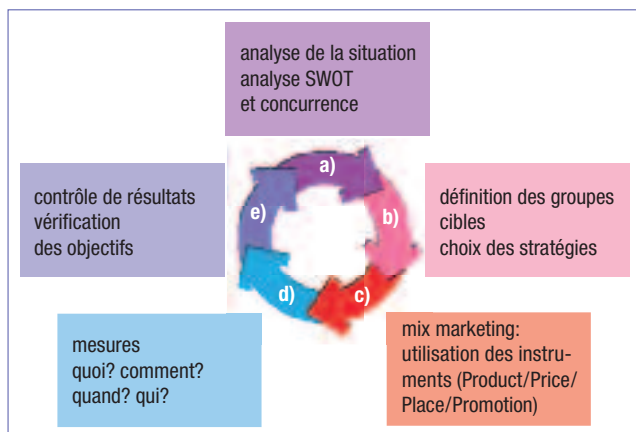 analyse de la situation
analyse SWOT
et concurrence
a)
b)
c)
d)
e)
définition des groupes
cibles
choix des stratégies
mix marketing:
utilisation des instru-
ments (Product/Price/
Place/Promotion)
mesures
quoi? comment?
quand? qui?
contrôle de résultats
vérification
des objectifs